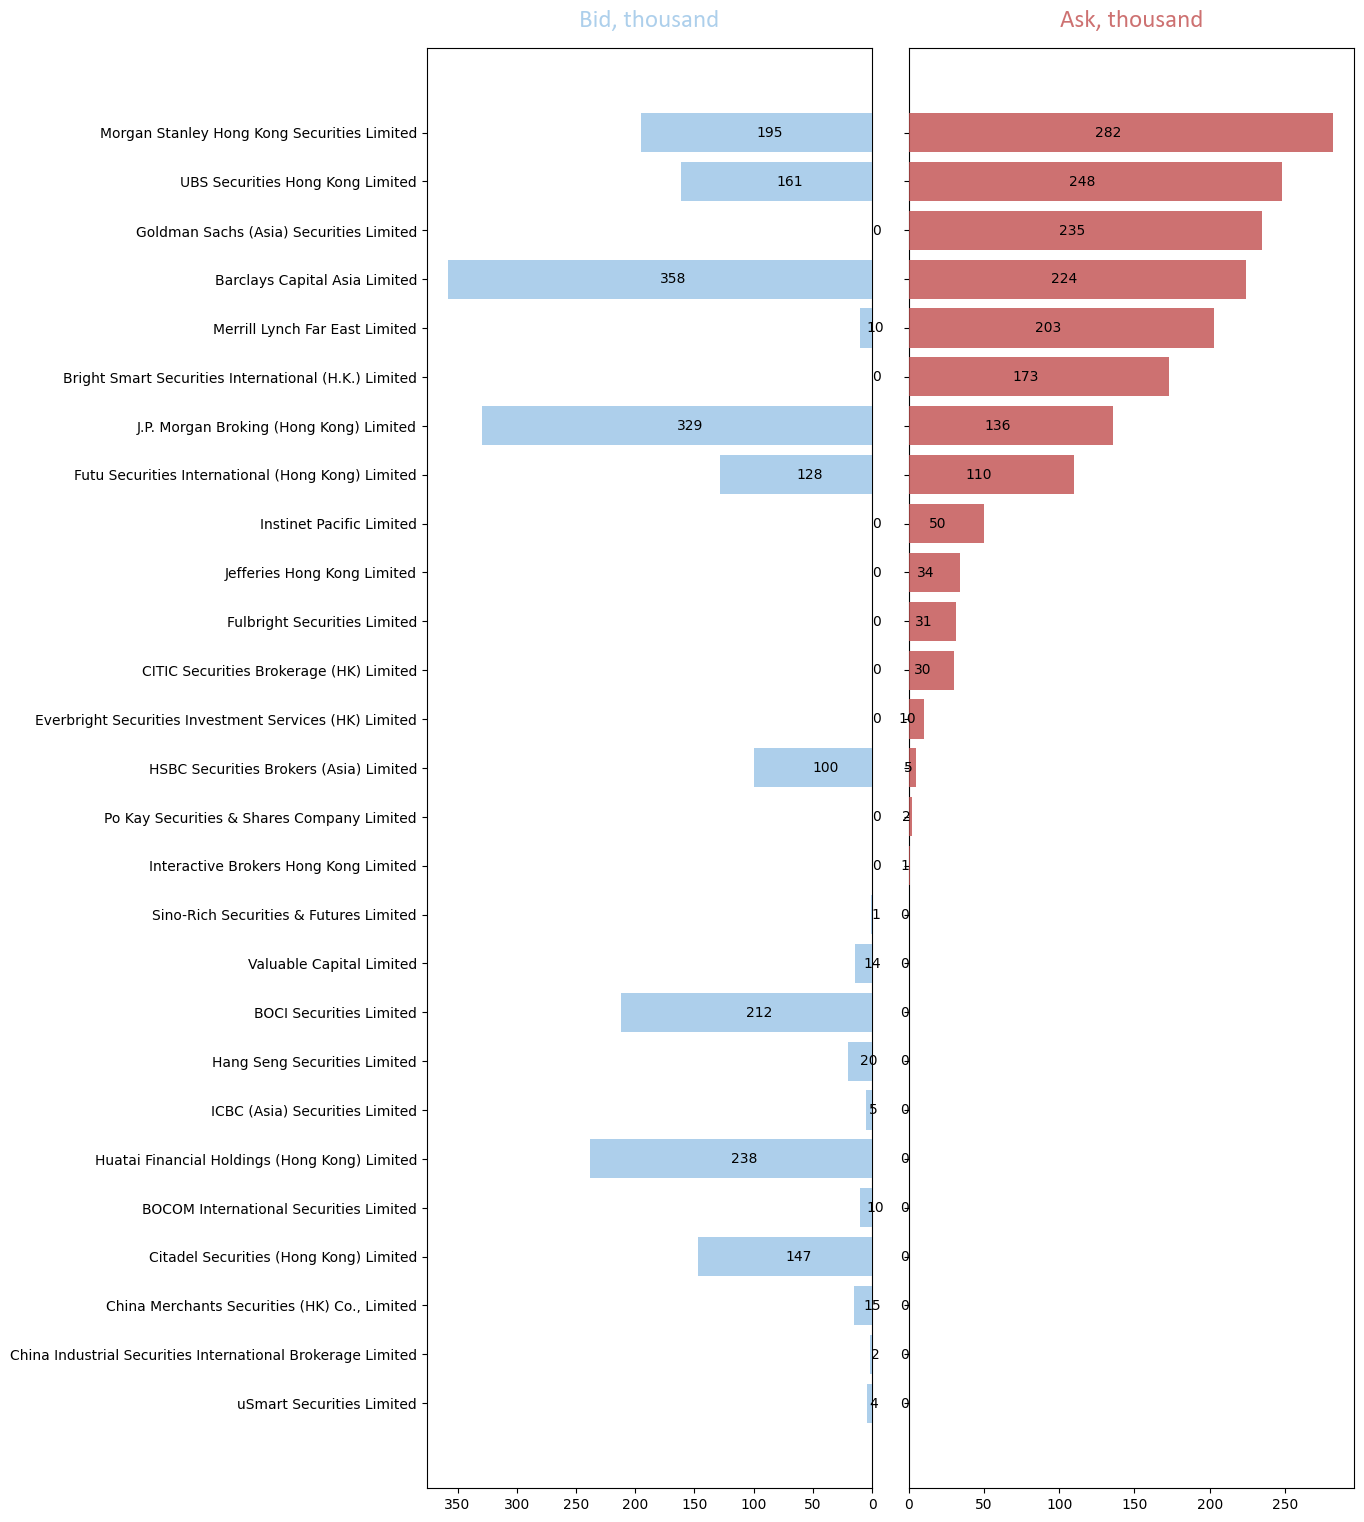 Bid, thousand Ask, thousand
Morgan Stanley Hong Kong Securities Limited 195 282
UBS Securities Hong Kong Limited 161 248
Goldman Sachs (Asia) Securities Limited 0 235
Barclays Capital Asia Limited 358 224
Merrill Lynch Far East Limited 10 203
Bright Smart Securities International (H.K.) Limited 0 173
J.P. Morgan Broking (Hong Kong) Limited 329 136
Futu Securities International (Hong Kong) Limited 128 110
Instinet Pacific Limited 0 50
Jefferies Hong Kong Limited 0 34
Fulbright Securities Limited 0 31
CITIC Securities Brokerage (HK) Limited 0 30
Everbright Securities Investment Services (HK) Limited 0 10
HSBC Securities Brokers (Asia) Limited 100 5
Po Kay Securities & Shares Company Limited 0 2
Interactive Brokers Hong Kong Limited 0 1
Sino-Rich Securities & Futures Limited 1 0
Valuable Capital Limited 14 0
BOCI Securities Limited 212 0
Hang Seng Securities Limited 20 0
ICBC (Asia) Securities Limited 5 0
Huatai Financial Holdings (Hong Kong) Limited 238 0
BOCOM International Securities Limited 10 0
Citadel Securities (Hong Kong) Limited 147 0
China Merchants Securities (HK) Co., Limited 15 0
China Industrial Securities International Brokerage Limited 2 0
uSmart Securities Limited 4 0
350 300 250 200 150 100 50 0 0 50 100 150 200 250